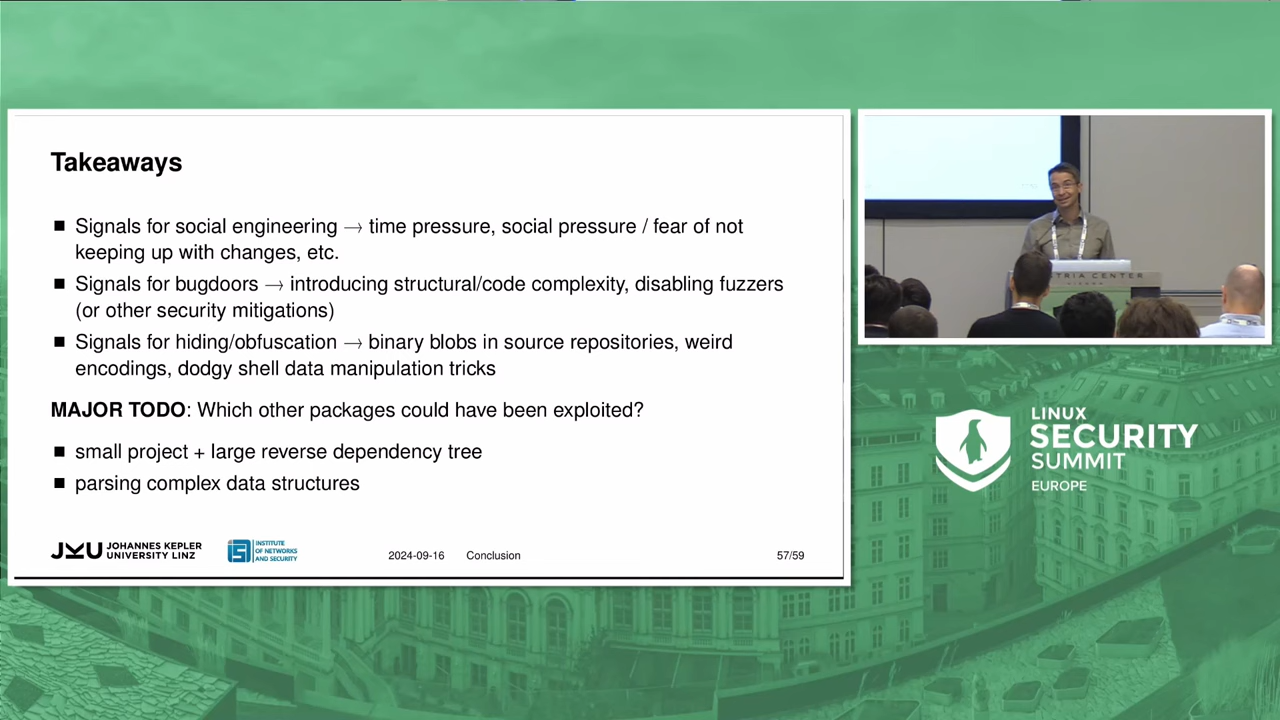 Takeaways
■ Signals for social engineering → time pressure, social pressure / fear of not
keeping up with changes, etc.
■ Signals for bugdoors → introducing structural/code complexity, disabling fuzzers
(or other security mitigations)
■ Signals for hiding/obfuscation → binary blobs in source repositories, weird
encodings, dodgy shell data manipulation tricks
MAJOR TODO: Which other packages could have been exploited?
■ small project + large reverse dependency tree
■ parsing complex data structures
JKU JOHANNES KEPLER
UNIVERSITY LINZ
INSTITUTE
OF NETWORKS
AND SECURITY
2024-09-16 Conclusion 57/59
TRIA CENTER
LINUX
SECURITY
SUMMIT
EUROPE